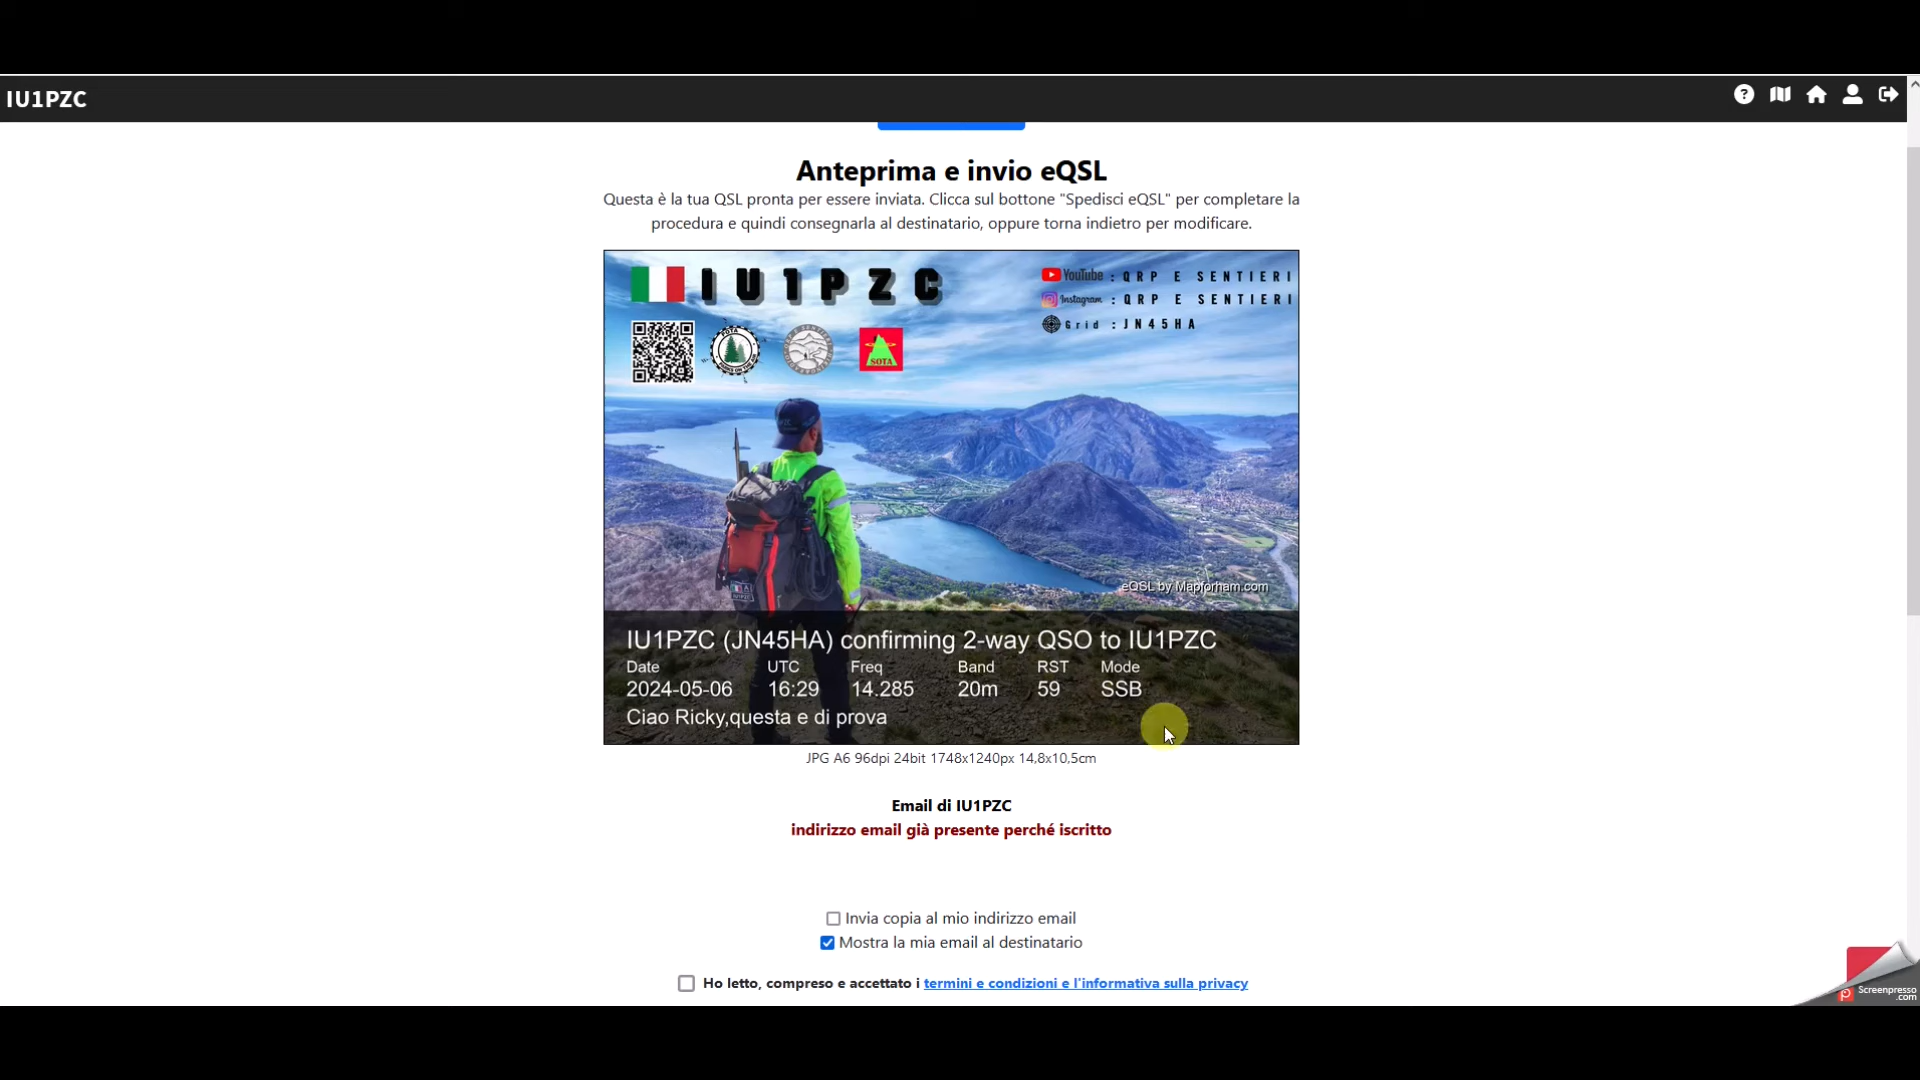 IU1PZC
Anteprima e invio eQSL
Questa è la tua QSL pronta per essere inviata. Clicca sul bottone "Spedisci eQSL" per completare la
procedura e quindi consegnarla al destinatario, oppure torna indietro per modificare.
IU1PZC
YouTube : QRP E SENTIERI
Instagram : QRP E SENTIERI
Grid : JN45HA
POTA
SOTA
eQSL by Mapforham.com
IU1PZC (JN45HA) confirming 2-way QSO to IU1PZC
Date UTC Freq Band RST Mode
2024-05-06 16:29 14.285 20m 59 SSB
Ciao Ricky,questa e di prova
JPG A6 96dpi 24bit 1748x1240px 14,8x10,5cm
Email di IU1PZC
indirizzo email già presente perché iscritto
Invia copia al mio indirizzo email
Mostra la mia email al destinatario
Ho letto, compreso e accettato i termini e condizioni e l'informativa sulla privacy
Screenpresso
.com